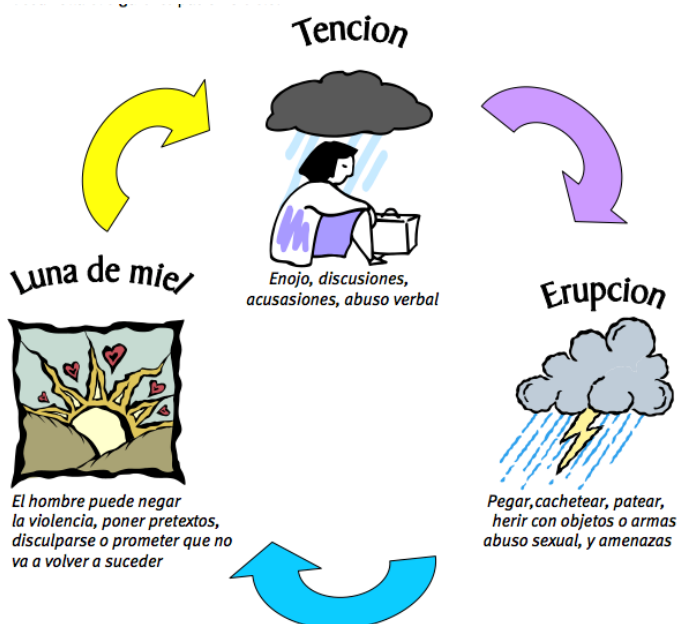 Tencion
Enojo, discusiones,
acusasiones, abuso verbal
Erupcion
Pegar,cachetear, patear,
herir con objetos o armas
abuso sexual, y amenazas
Luna de miel
El hombre puede negar
la violencia, poner pretextos,
disculparse o prometer que no
va a volver a suceder